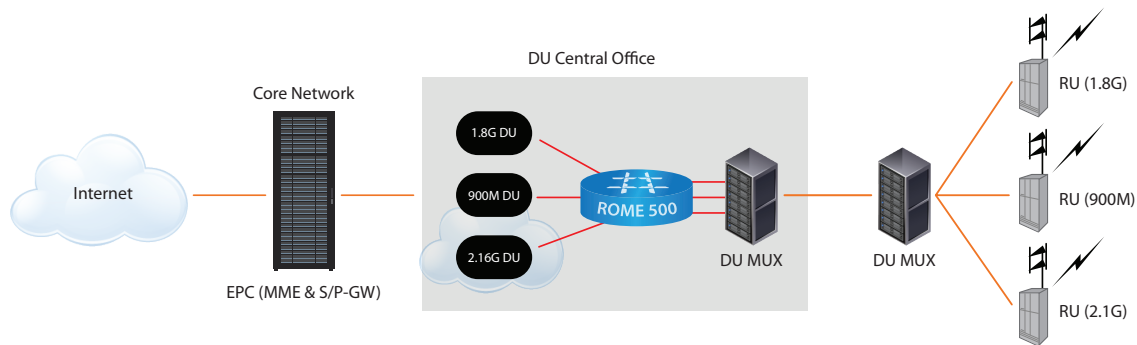 DU Central Office
Core Network
Internet
EPC (MME & S/P-GW)
1.8G DU
900M DU
2.16G DU
ROME 500
DU MUX
DU MUX
RU (1.8G)
RU (900M)
RU (2.1G)